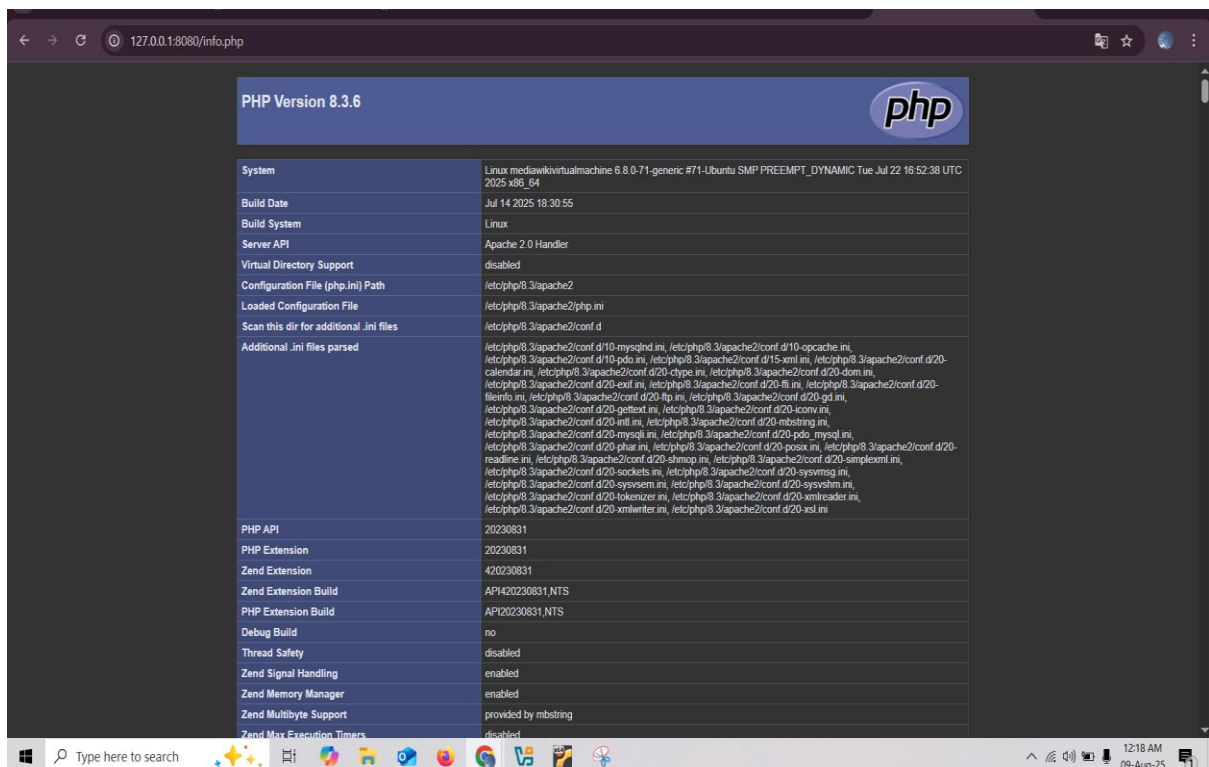 127.0.0.1:8080/info.php
PHP Version 8.3.6
php
System
Linux mediawikivirtualmachine 6.8.0-71-generic #71-Ubuntu SMP PREEMPT_DYNAMIC Tue Jul 22 16:52:38 UTC
2025 x86_64
Build Date
Jul 14 2025 18:30:55
Build System
Linux
Server API
Apache 2.0 Handler
Virtual Directory Support
disabled
Configuration File (php.ini) Path
/etc/php/8.3/apache2
Loaded Configuration File
/etc/php/8.3/apache2/php.ini
Scan this dir for additional .ini files
/etc/php/8.3/apache2/conf.d
Additional .ini files parsed
/etc/php/8.3/apache2/conf.d/10-mysqlnd.ini, /etc/php/8.3/apache2/conf.d/10-opcache.ini,
/etc/php/8.3/apache2/conf.d/10-pdo.ini, /etc/php/8.3/apache2/conf.d/15-xml.ini, /etc/php/8.3/apache2/conf.d/20-
calendar.ini, /etc/php/8.3/apache2/conf.d/20-ctype.ini, /etc/php/8.3/apache2/conf.d/20-dom.ini,
/etc/php/8.3/apache2/conf.d/20-exif.ini, /etc/php/8.3/apache2/conf.d/20-ffi.ini, /etc/php/8.3/apache2/conf.d/20-
fileinfo.ini, /etc/php/8.3/apache2/conf.d/20-ftp.ini, /etc/php/8.3/apache2/conf.d/20-gd.ini,
/etc/php/8.3/apache2/conf.d/20-gettext.ini, /etc/php/8.3/apache2/conf.d/20-iconv.ini,
/etc/php/8.3/apache2/conf.d/20-intl.ini, /etc/php/8.3/apache2/conf.d/20-mbstring.ini,
/etc/php/8.3/apache2/conf.d/20-mysqli.ini, /etc/php/8.3/apache2/conf.d/20-pdo_mysql.ini,
/etc/php/8.3/apache2/conf.d/20-phar.ini, /etc/php/8.3/apache2/conf.d/20-posix.ini, /etc/php/8.3/apache2/conf.d/20-
readline.ini, /etc/php/8.3/apache2/conf.d/20-shmop.ini, /etc/php/8.3/apache2/conf.d/20-simplexml.ini,
/etc/php/8.3/apache2/conf.d/20-sockets.ini, /etc/php/8.3/apache2/conf.d/20-sysvmsg.ini,
/etc/php/8.3/apache2/conf.d/20-sysvsem.ini, /etc/php/8.3/apache2/conf.d/20-sysvshm.ini,
/etc/php/8.3/apache2/conf.d/20-tokenizer.ini, /etc/php/8.3/apache2/conf.d/20-xmlreader.ini,
/etc/php/8.3/apache2/conf.d/20-xmlwriter.ini, /etc/php/8.3/apache2/conf.d/20-xsl.ini
PHP API
20230831
PHP Extension
20230831
Zend Extension
420230831
Zend Extension Build
API420230831,NTS
PHP Extension Build
API20230831,NTS
Debug Build
no
Thread Safety
disabled
Zend Signal Handling
enabled
Zend Memory Manager
enabled
Zend Multibyte Support
provided by mbstring
Zend Max Execution Timers
disabled
Type here to search
12:18 AM
09-Aug-25